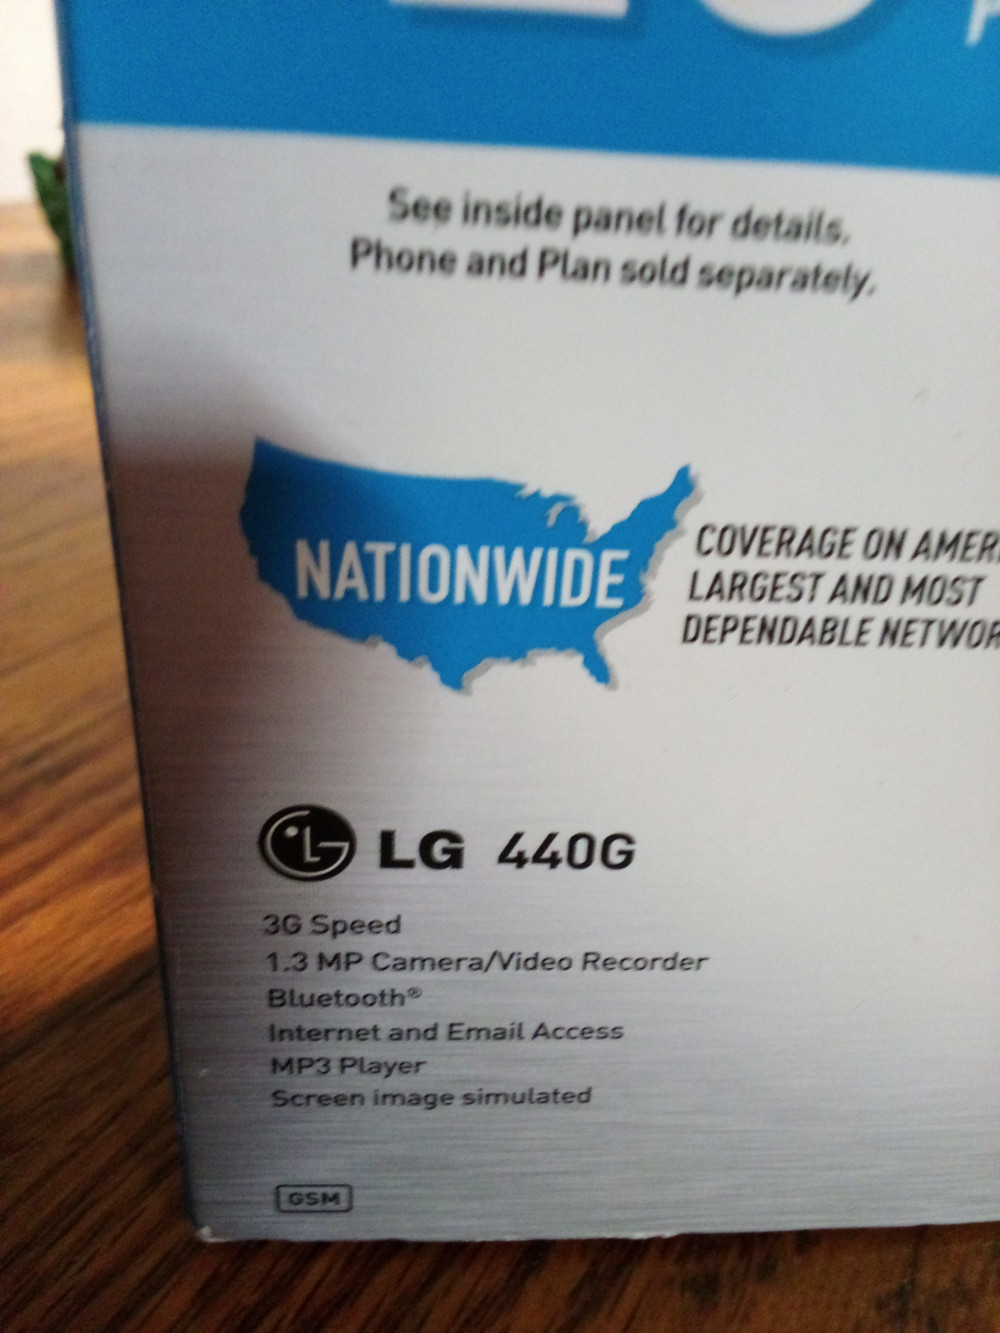 See inside panel for details.
Phone and Plan sold separately.
NATIONWIDE
COVERAGE ON
LARGEST AND MOST
DEPENDABLE
LG LG 440G
3G Speed
1.3 MP Camera/Video Recorder
Bluetooth®
Internet and Email Access
MP3 Player
Screen image simulated
GSM